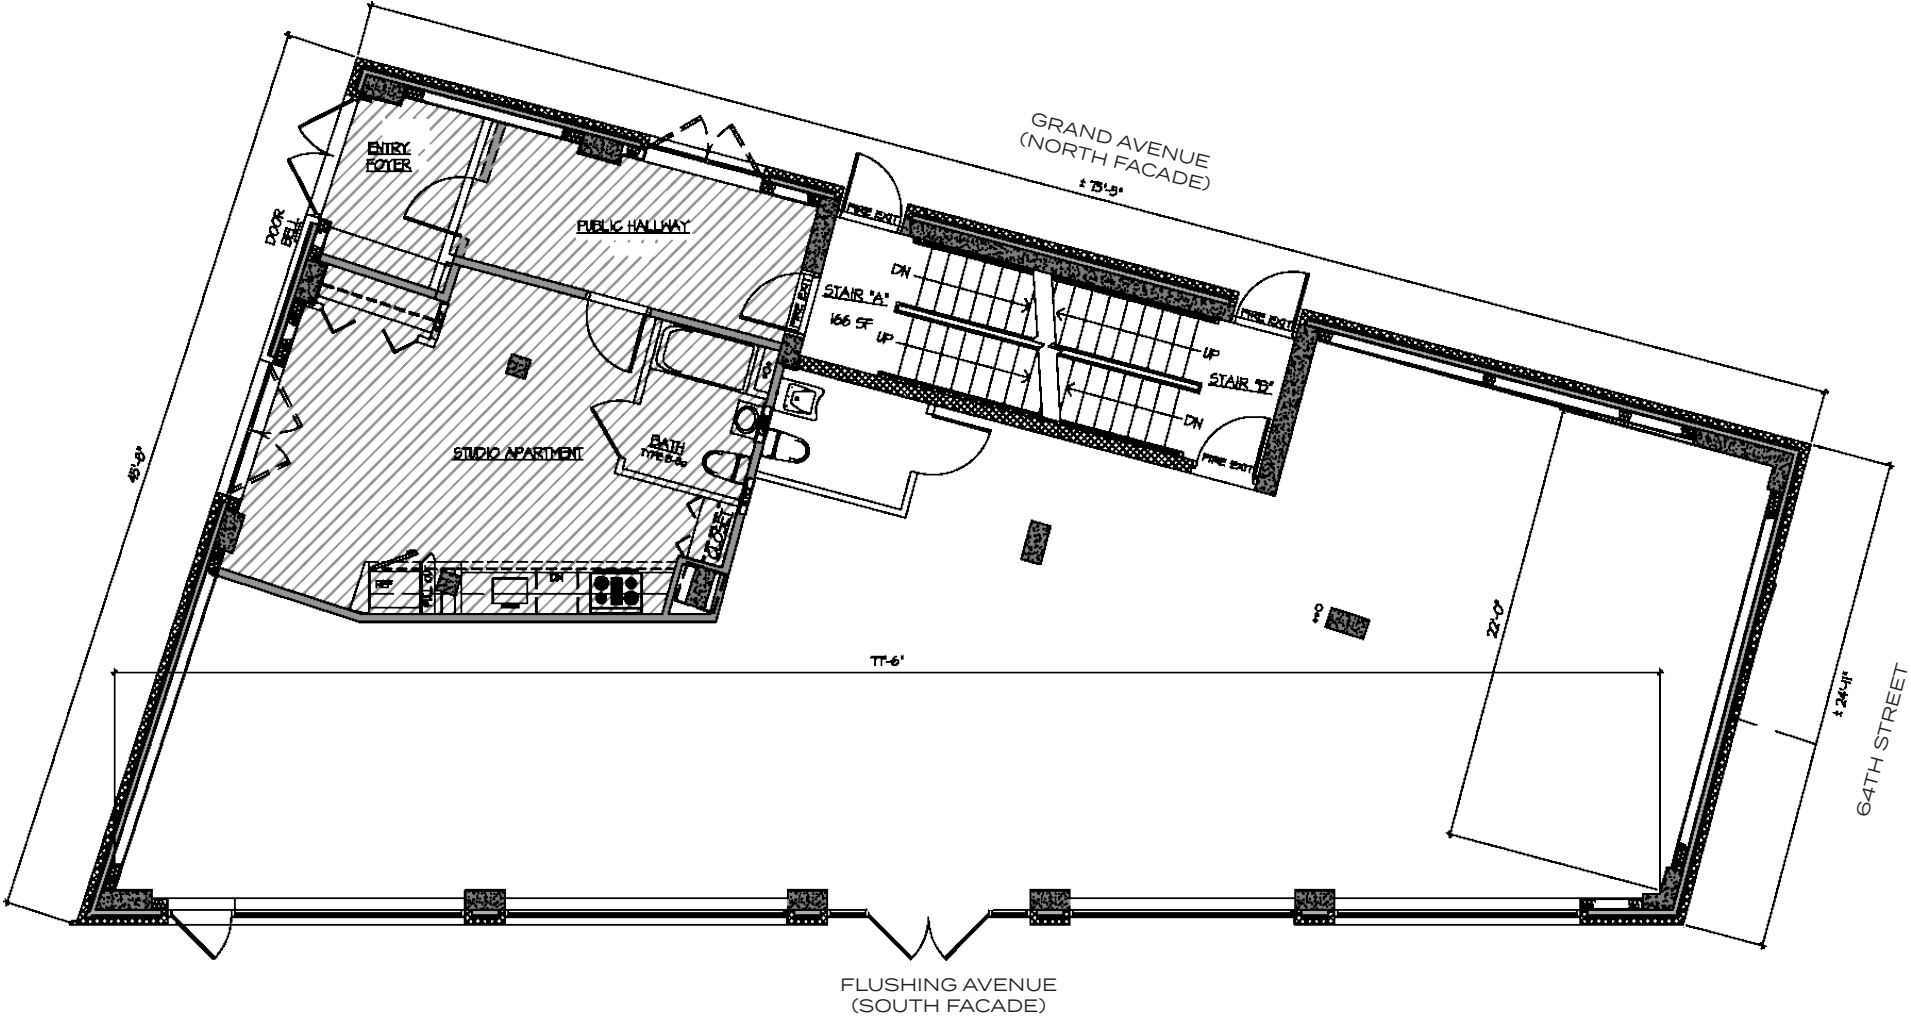 GRAND AVENUE
(NORTH FACADE)
± 73'-5"
ENTRY
FOYER
DOOR
BELL
PUBLIC HALLWAY
FIRE EXIT
FIRE EXIT
FIRE EXIT
DN
STAIR "A"
166 SF
UP
UP
STAIR "B"
DN
FIRE EXIT
STUDIO APARTMENT
BATH
CLOSET
REF
DW
22'-0"
77'-6"
± 24'-11"
64TH STREET
FLUSHING AVENUE
(SOUTH FACADE)